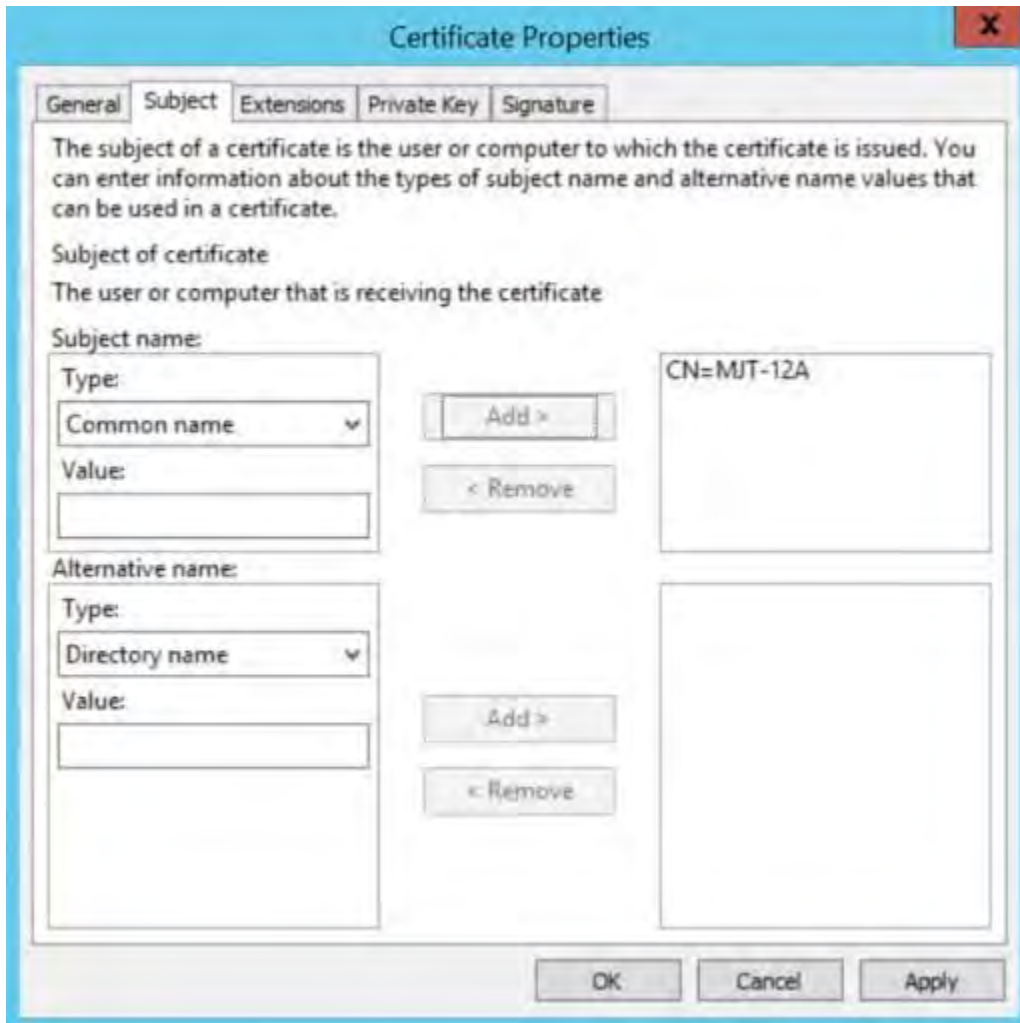 Certificate Properties
X
General Subject Extensions Private Key Signature
The subject of a certificate is the user or computer to which the certificate is issued. You
can enter information about the types of subject name and alternative name values that
can be used in a certificate.
Subject of certificate
The user or computer that is receiving the certificate
Subject name:
Type:
Common name
Value:
Add >
< Remove
CN=MJT-12A
Alternative name:
Type:
Directory name
Value:
Add >
< Remove
OK Cancel Apply